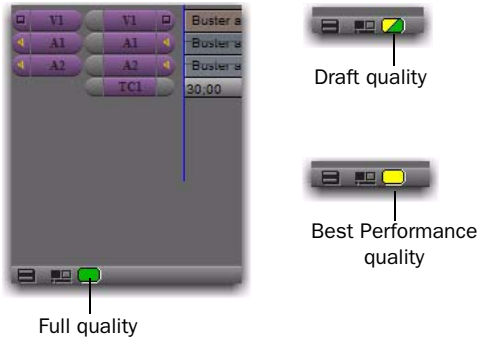 V1 V1 Buster a
A1 A1 Buster a
A2 A2 Buster a
TC1 30;00
Full quality
Draft quality
Best Performance
quality